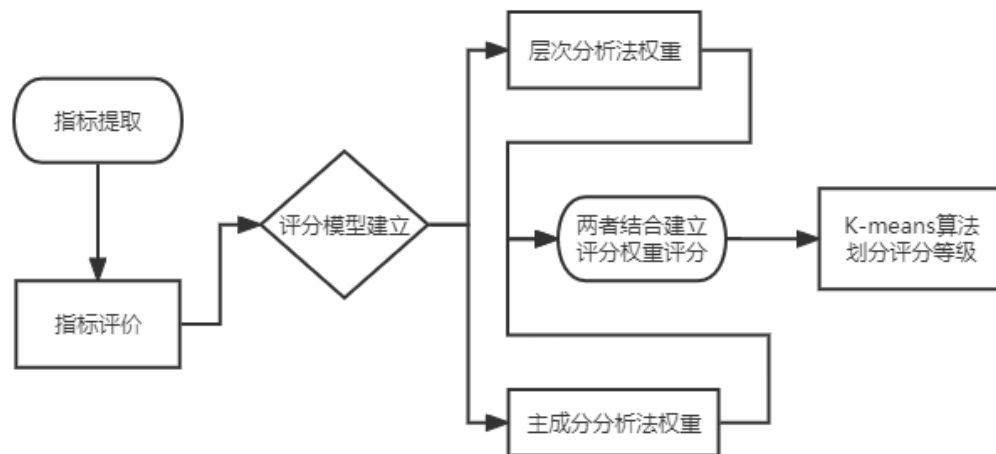 指标提取
指标评价
评分模型建立
层次分析法权重
主成分分析法权重
两者结合建立
评分权重评分
K-means算法
划分评分等级